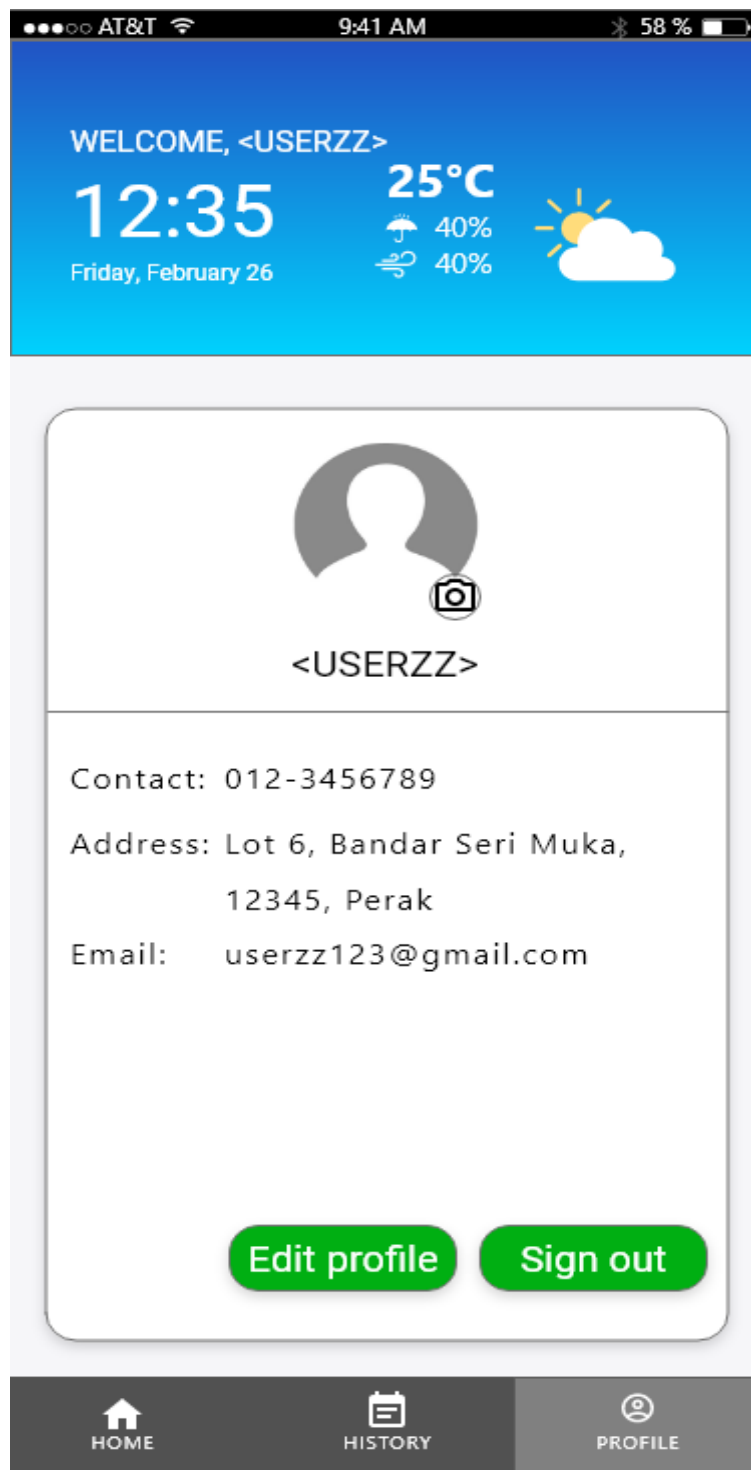 AT&T 9:41 AM 58 %
WELCOME, <USERZZ>
12:35
Friday, February 26
25°C
40%
40%
<USERZZ>
Contact: 012-3456789
Address: Lot 6, Bandar Seri Muka,
12345, Perak
Email: userzz123@gmail.com
Edit profile Sign out
HOME HISTORY PROFILE